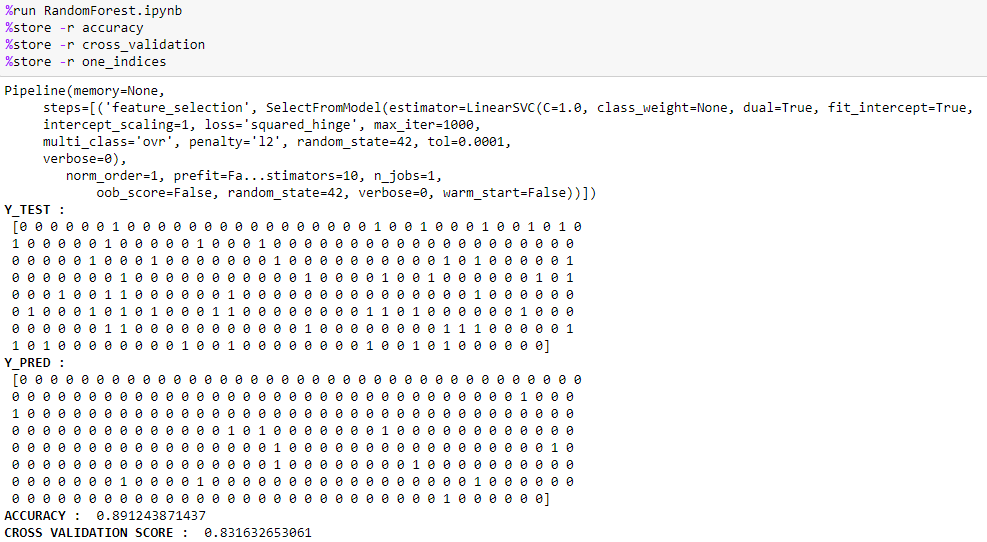 %run RandomForest.ipynb
%store -r accuracy
%store -r cross_validation
%store -r one_indices
Pipeline(memory=None,
steps=[('feature_selection', SelectFromModel(estimator=LinearSVC(C=1.0, class_weight=None, dual=True, fit_intercept=True,
intercept_scaling=1, loss='squared_hinge', max_iter=1000,
multi_class='ovr', penalty='l2', random_state=42, tol=0.0001,
verbose=0),
norm_order=1, prefit=Fa...stimators=10, n_jobs=1,
oob_score=False, random_state=42, verbose=0, warm_start=False))])
Y_TEST :
[0 0 0 0 0 0 1 0 0 0 0 0 0 0 0 0 0 0 0 0 0 0 0 1 0 0 1 0 0 0 1 0 0 1 0 1 0
1 0 0 0 0 0 1 0 0 0 0 0 1 0 0 0 1 0 0 0 0 0 0 0 0 0 0 0 0 0 0 0 0 0 0 0 0
0 0 0 0 0 1 0 0 0 1 0 0 0 0 0 0 0 1 0 0 0 0 0 0 0 0 0 0 1 0 1 0 0 0 0 0 1
0 0 0 0 0 0 0 1 0 0 0 0 0 0 0 0 0 0 0 1 0 0 0 0 1 0 0 1 0 0 0 0 0 0 1 0 1
0 0 0 1 0 0 1 1 0 0 0 0 0 0 1 0 0 0 0 0 0 0 0 0 0 0 0 0 0 0 1 0 0 0 0 0 0
0 1 0 0 0 1 0 1 0 1 0 0 0 1 1 0 0 0 0 0 0 0 0 1 1 0 1 0 0 0 0 0 0 1 0 0 0
0 0 0 0 0 0 1 1 0 0 0 0 0 0 0 0 0 0 0 1 0 0 0 0 0 0 0 0 1 1 1 0 0 0 0 0 1
1 0 1 0 0 0 0 0 0 0 0 1 0 0 1 0 0 0 0 0 0 0 0 1 0 0 1 0 1 0 0 0 0 0 0]
Y_PRED :
[0 0 0 0 0 0 0 0 0 0 0 0 0 0 0 0 0 0 0 0 0 0 0 0 0 0 0 0 0 0 0 0 0 0 0 0 0
0 0 0 0 0 0 0 0 0 0 0 0 0 0 0 0 0 0 0 0 0 0 0 0 0 0 0 0 0 0 0 0 0 1 0 0 0
1 0 0 0 0 0 0 0 0 0 0 0 0 0 0 0 0 0 0 0 0 0 0 0 0 0 0 0 0 0 0 0 0 0 0 0 0
0 0 0 0 0 0 0 0 0 0 0 0 0 0 1 0 1 0 0 0 0 0 0 0 1 0 0 0 0 0 0 0 0 0 0 0 0
0 0 0 0 0 0 0 0 0 0 0 0 0 0 0 0 0 1 0 0 0 0 0 0 0 0 0 0 0 0 0 0 0 0 0 1 0
0 0 0 0 0 0 0 0 0 0 0 0 0 0 0 0 0 1 0 0 0 0 0 0 0 0 1 0 0 0 0 0 0 0 0 0 0
0 0 0 0 0 0 0 1 0 0 0 0 1 0 0 0 0 0 0 0 0 0 0 0 0 0 0 0 0 0 1 0 0 0 0 0 0
0 0 0 0 0 0 0 0 0 0 0 0 0 0 0 0 0 0 0 0 0 0 0 0 0 0 0 0 1 0 0 0 0 0 0]
ACCURACY : 0.891243871437
CROSS VALIDATION SCORE : 0.831632653061